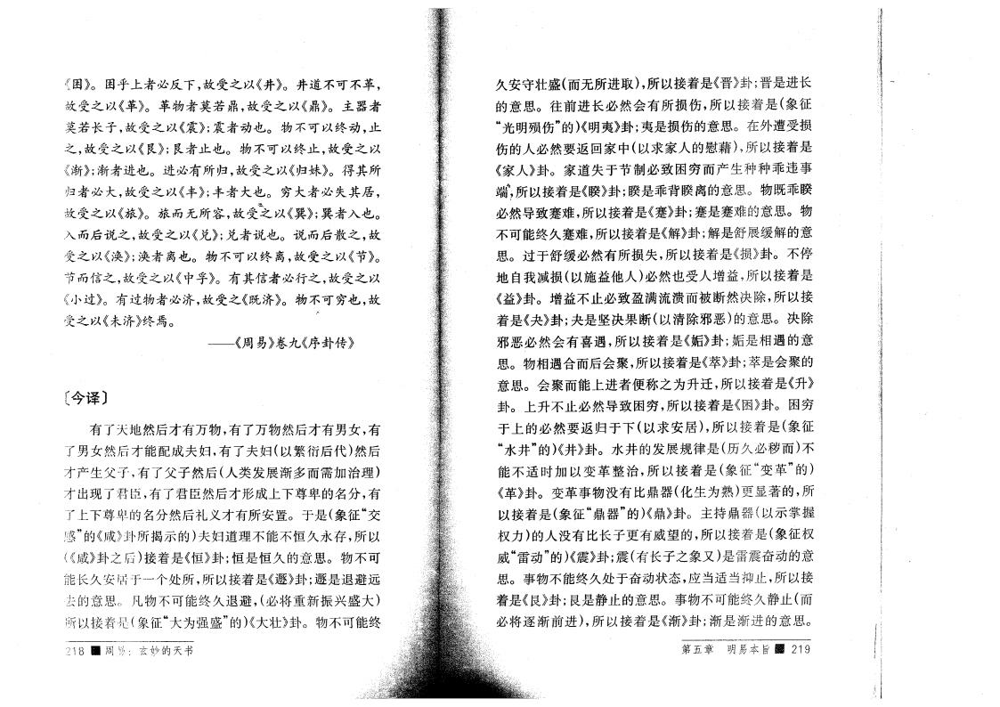 《困》。困乎上者必反下,故受之以《井》。井道不可不革,
故受之以《革》。革物者莫若鼎,故受之以《鼎》。主器者
莫若长子,故受之以《震》;震者动也。物不可以终动,止
之,故受之以《艮》;艮者止也。物不可以终止,故受之以
《渐》;渐者进也。进必有所归,故受之以《归妹》。得其所
归者必大,故受之以《丰》;丰者大也。穷大者必失其居,
故受之以《旅》。旅而无所容,故受之以《巽》;巽者入也。
入而后说之,故受之以《兑》;兑者说也。说而后散之,故
受之以《涣》;涣者离也。物不可以终离,故受之以《节》。
节而信之,故受之以《中孚》。有其信者必行之,故受之以
《小过》。有过物者必济,故受之《既济》。物不可穷也,故
受之以《未济》终焉。
——《周易》卷九《序卦传》
〔今译〕
有了天地然后才有万物,有了万物然后才有男女,有
了男女然后才能配成夫妇,有了夫妇(以繁衍后代)然后
才产生父子,有了父子然后(人类发展渐多而需加治理)
才出现了君臣,有了君臣然后才形成上下尊卑的名分,有
了上下尊卑的名分然后礼义才有所安置。于是(象征“交
感”的《咸》卦所揭示的)夫妇道理不能不恒久永存,所以
(《咸》卦之后)接着是《恒》卦;恒是恒久的意思。物不可
能长久安居于一个处所,所以接着是《遯》卦;遯是退避远
去的意思。凡物不可能终久退避,(必将重新振兴盛大)
所以接着是(象征“大为强盛”的)《大壮》卦。物不可能终
218 ■ 周易:玄妙的天书
久安守壮盛(而无所进取),所以接着是《晋》卦;晋是进长
的意思。往前进长必然会有所损伤,所以接着是(象征
“光明殒伤”的)《明夷》卦;夷是损伤的意思。在外遭受损
伤的人必然要返回家中(以求家人的慰藉),所以接着是
《家人》卦。家道失于节制必致困穷而产生种种乖违事
端,所以接着是《睽》卦;睽是乖背睽离的意思。物既乖睽
必然导致蹇难,所以接着是《蹇》卦;蹇是蹇难的意思。物
不可能终久蹇难,所以接着是《解》卦;解是舒展缓解的意
思。过于舒缓必然有所损失,所以接着是《损》卦。不停
地自我减损(以施益他人)必然也受人增益,所以接着是
《益》卦。增益不止必致盈满流溃而被断然决除,所以接
着是《夬》卦;夬是坚决果断(以清除邪恶)的意思。决除
邪恶必然会有喜遇,所以接着是《姤》卦;姤是相遇的意
思。物相遇合而后会聚,所以接着是《萃》卦;萃是会聚的
意思。会聚而能上进者便称之为升迁,所以接着是《升》
卦。上升不止必然导致困穷,所以接着是《困》卦。困穷
于上的必然要返归于下(以求安居),所以接着是(象征
“水井”的)《井》卦。水井的发展规律是(历久必秽而)不
能不适时加以变革整治,所以接着是(象征“变革”的)
《革》卦。变革事物没有比鼎器(化生为熟)更显著的,所
以接着是(象征“鼎器”的)《鼎》卦。主持鼎器(以示掌握
权力)的人没有比长子更有威望的,所以接着是(象征权
威“雷动”的)《震》卦;震(有长子之象又)是雷震奋动的意
思。事物不能终久处于奋动状态,应当适当抑止,所以接
着是《艮》卦;艮是静止的意思。事物不可能终久静止(而
必将逐渐前进),所以接着是《渐》卦;渐是渐进的意思。
第五章 明易本旨 ■ 219